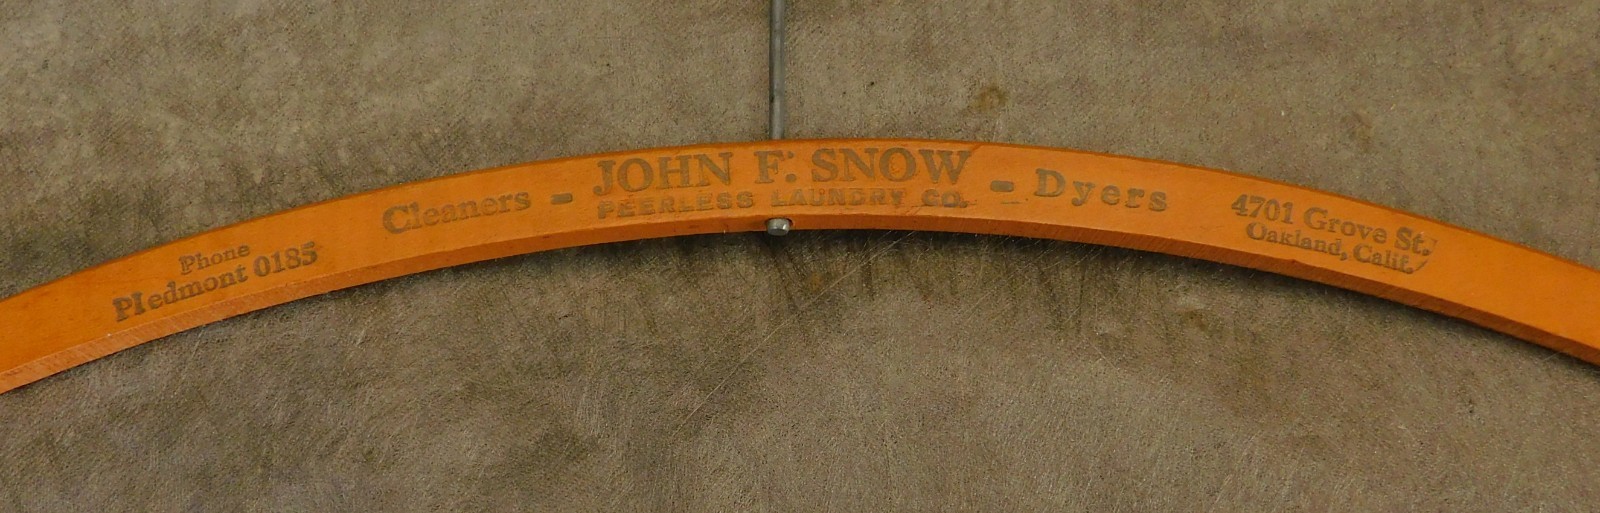 Phone
PIedmont 0185
Cleaners - JOHN F. SNOW - Dyers
PEERLESS LAUNDRY CO.
4701 Grove St.
Oakland, Calif.